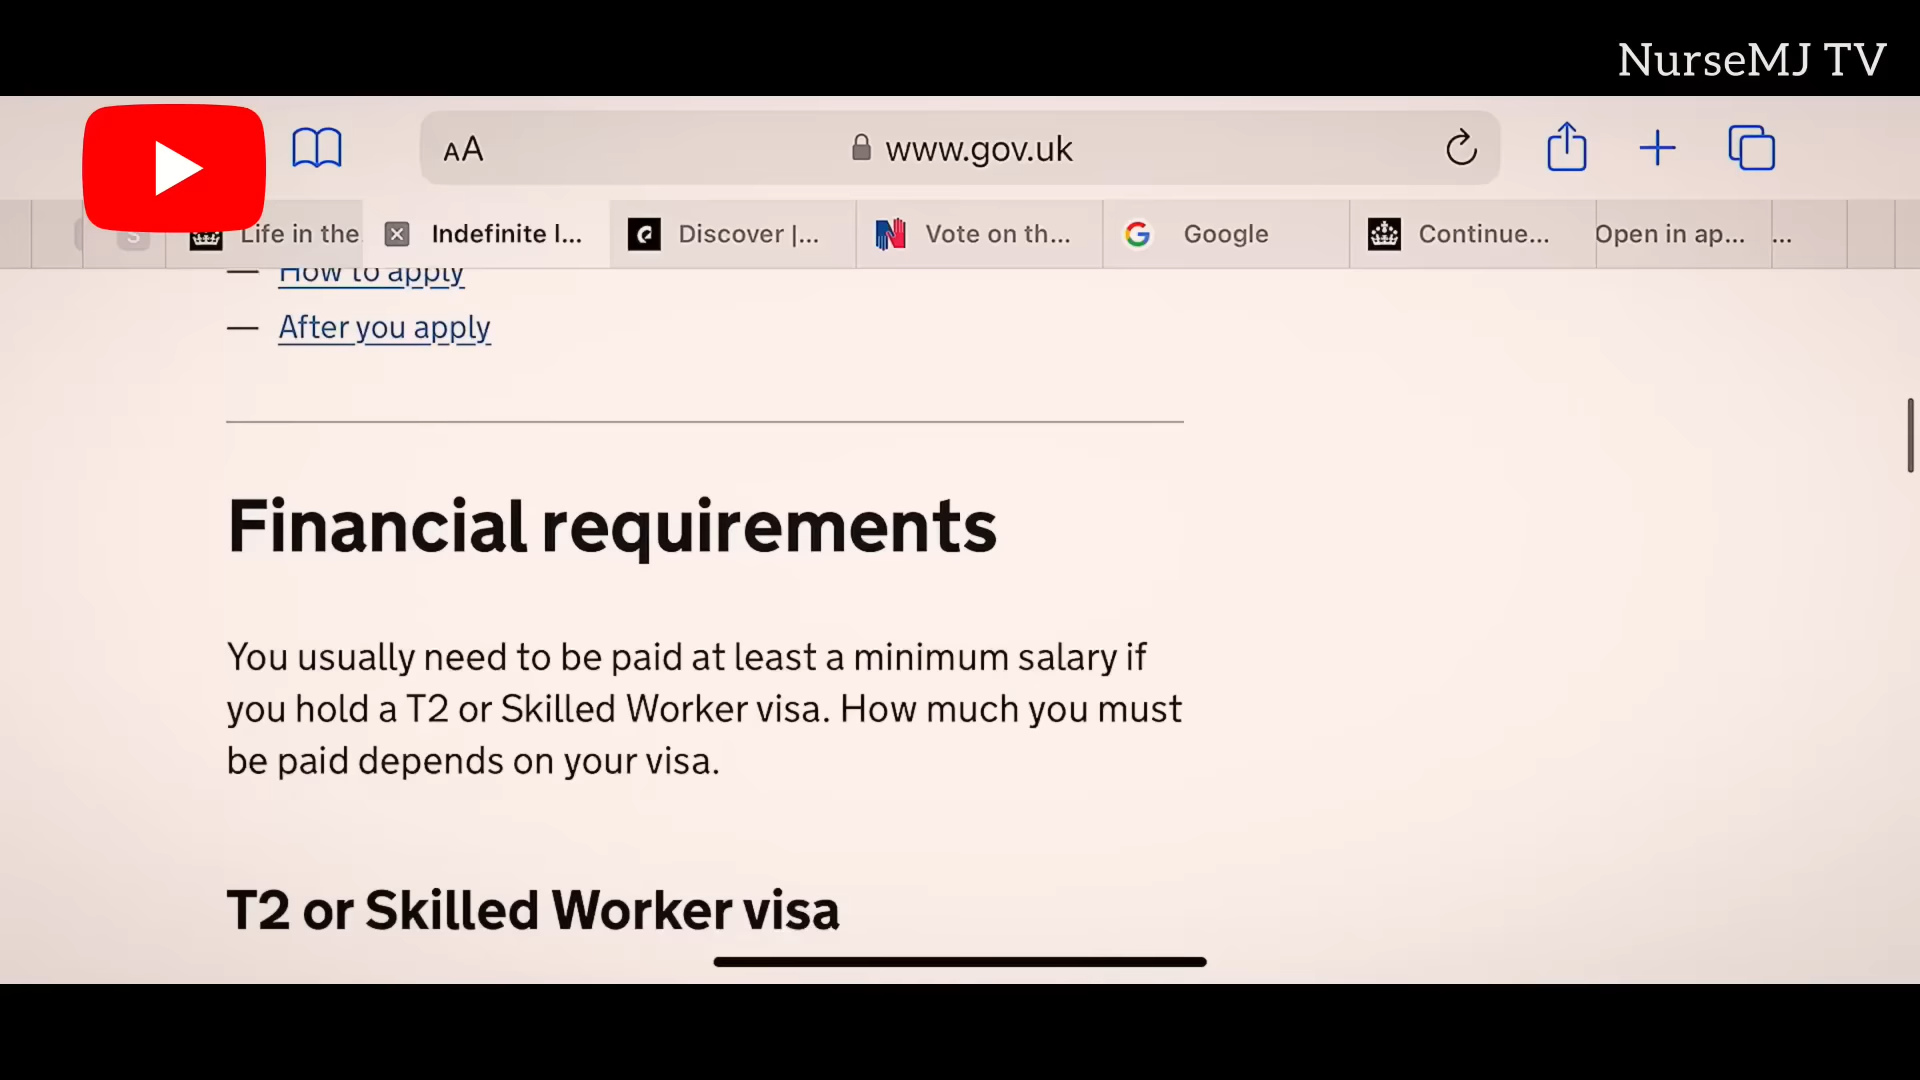 NurseMJ TV
AA
www.gov.uk
S
Life in the
Indefinite l...
Discover |...
Vote on th...
Google
Continue...
Open in ap...
...
— How to apply
— After you apply
Financial requirements
You usually need to be paid at least a minimum salary if
you hold a T2 or Skilled Worker visa. How much you must
be paid depends on your visa.
T2 or Skilled Worker visa